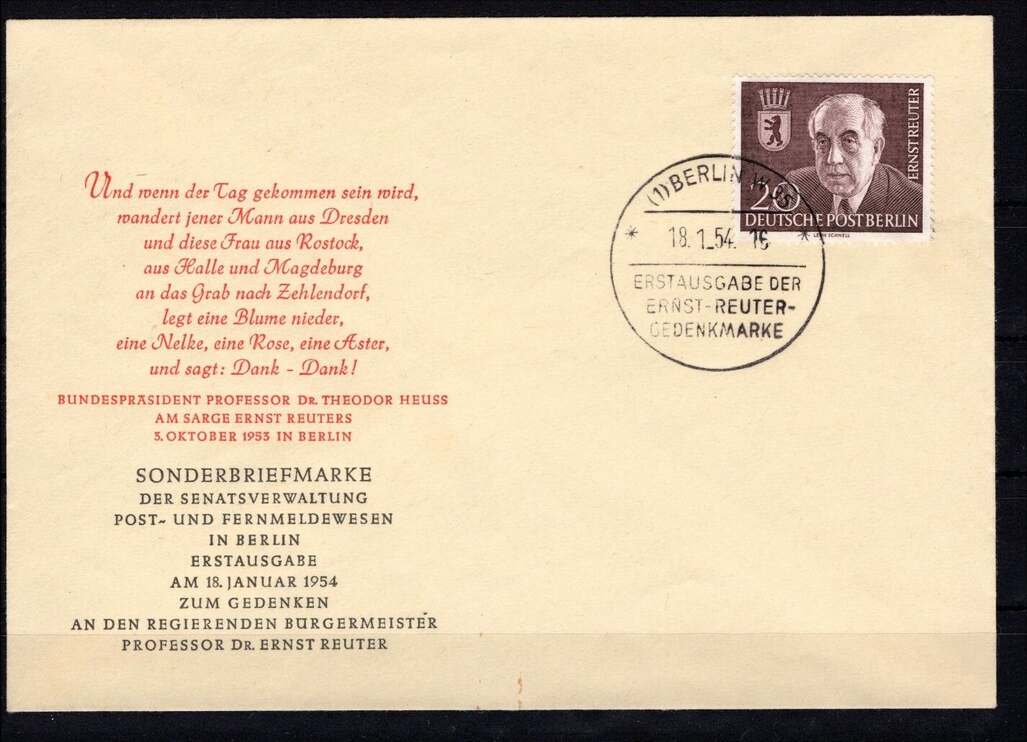 Und wenn der Tag gekommen sein wird,
wandert jener Mann aus Dresden
und diese Frau aus Rostock,
aus Halle und Magdeburg
an das Grab nach Zehlendorf,
legt eine Blume nieder,
eine Nelke, eine Rose, eine Aster,
und sagt: Dank - Dank!
BUNDESPRÄSIDENT PROFESSOR DR. THEODOR HEUSS
AM SARGE ERNST REUTERS
3. OKTOBER 1953 IN BERLIN
SONDERBRIEFMARKE
DER SENATSVERWALTUNG
POST- UND FERNMELDEWESEN
IN BERLIN
ERSTAUSGABE
AM 18. JANUAR 1954
ZUM GEDENKEN
AN DEN REGIERENDEN BÜRGERMEISTER
PROFESSOR DR. ERNST REUTER
ERNST REUTER
20
DEUTSCHE POST BERLIN
LEON SCHNELL
(1) BERLIN W
* 18.1.54. 16 *
ERSTAUSGABE DER
ERNST-REUTER-
GEDENKMARKE